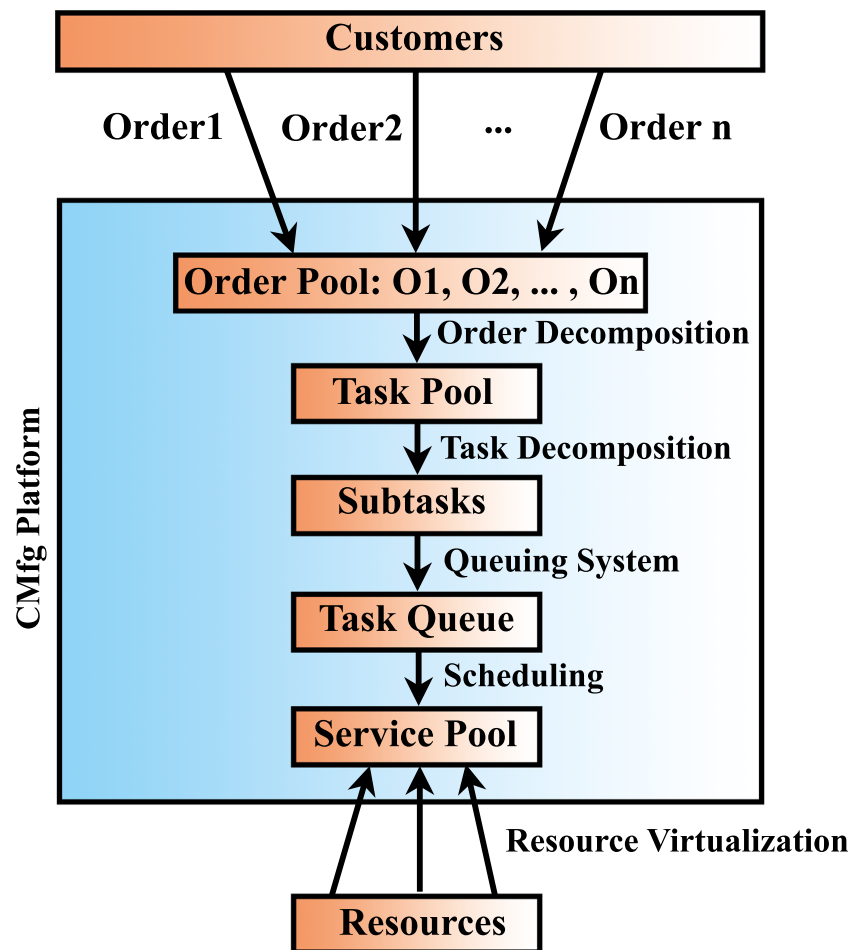 Customers
Order1
Order2
...
Order n
Order Pool: O1, O2, ... , On
Order Decomposition
Task Pool
Task Decomposition
Subtasks
CMfg Platform
Queuing System
Task Queue
Scheduling
Service Pool
Resource Virtualization
Resources